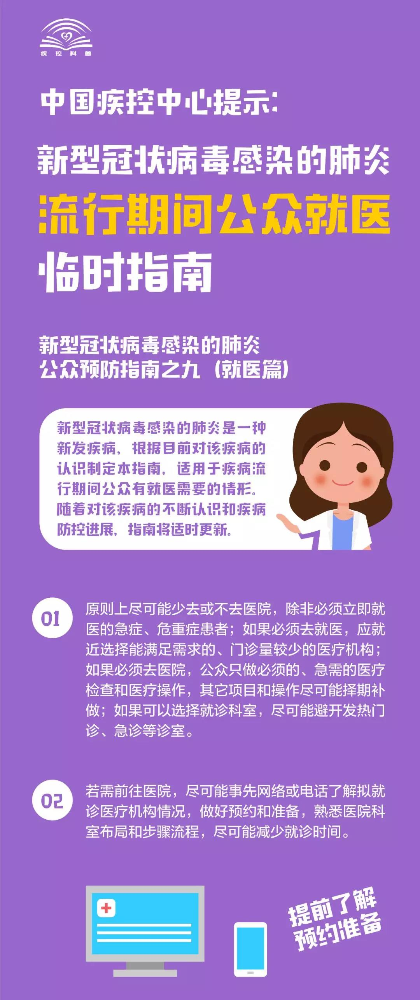 疾控科普
中国疾控中心提示:
新型冠状病毒感染的肺炎
流行期间公众就医
临时指南
新型冠状病毒感染的肺炎
公众预防指南之九（就医篇）
新型冠状病毒感染的肺炎是一种
新发疾病，根据目前对该疾病的
认识制定本指南，适用于疾病流
行期间公众有就医需要的情形。
随着对该疾病的不断认识和疾病
防控进展，指南将适时更新。
01
原则上尽可能少去或不去医院，除非必须立即就
医的急症、危重症患者；如果必须去就医，应就
近选择能满足需求的、门诊量较少的医疗机构；
如果必须去医院，公众只做必须的、急需的医疗
检查和医疗操作，其它项目和操作尽可能择期补
做；如果可以选择就诊科室，尽可能避开发热门
诊、急诊等诊室。
02
若需前往医院，尽可能事先网络或电话了解拟就
诊医疗机构情况，做好预约和准备，熟悉医院科
室布局和步骤流程，尽可能减少就诊时间。
提前了解
预约准备